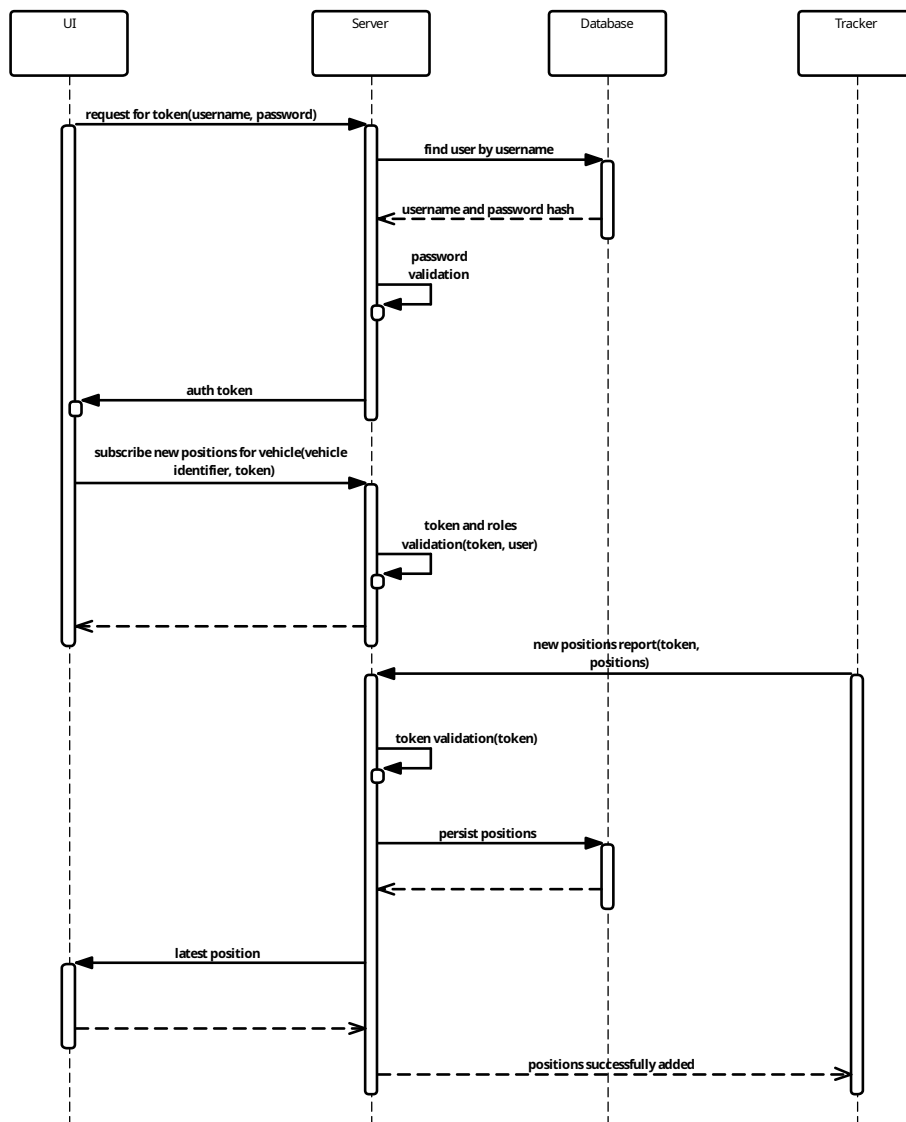 UI
Server
Database
Tracker
request for token(username, password)
find user by username
username and password hash
password
validation
auth token
subscribe new positions for vehicle(vehicle
identifier, token)
token and roles
validation(token, user)
new positions report(token,
positions)
token validation(token)
persist positions
latest position
positions successfully added